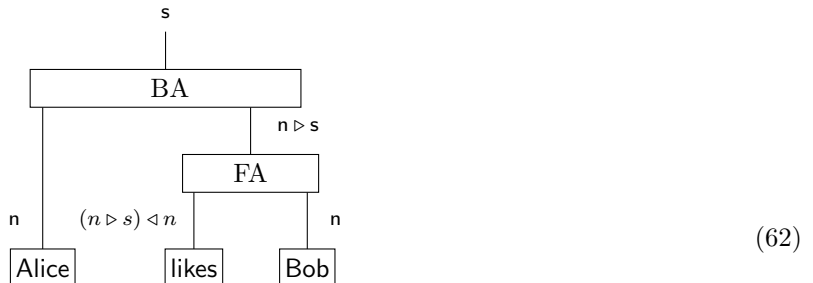 s
BA
n ▷ s
FA
n (n ▷ s) ◁ n n
(62)
Alice likes Bob